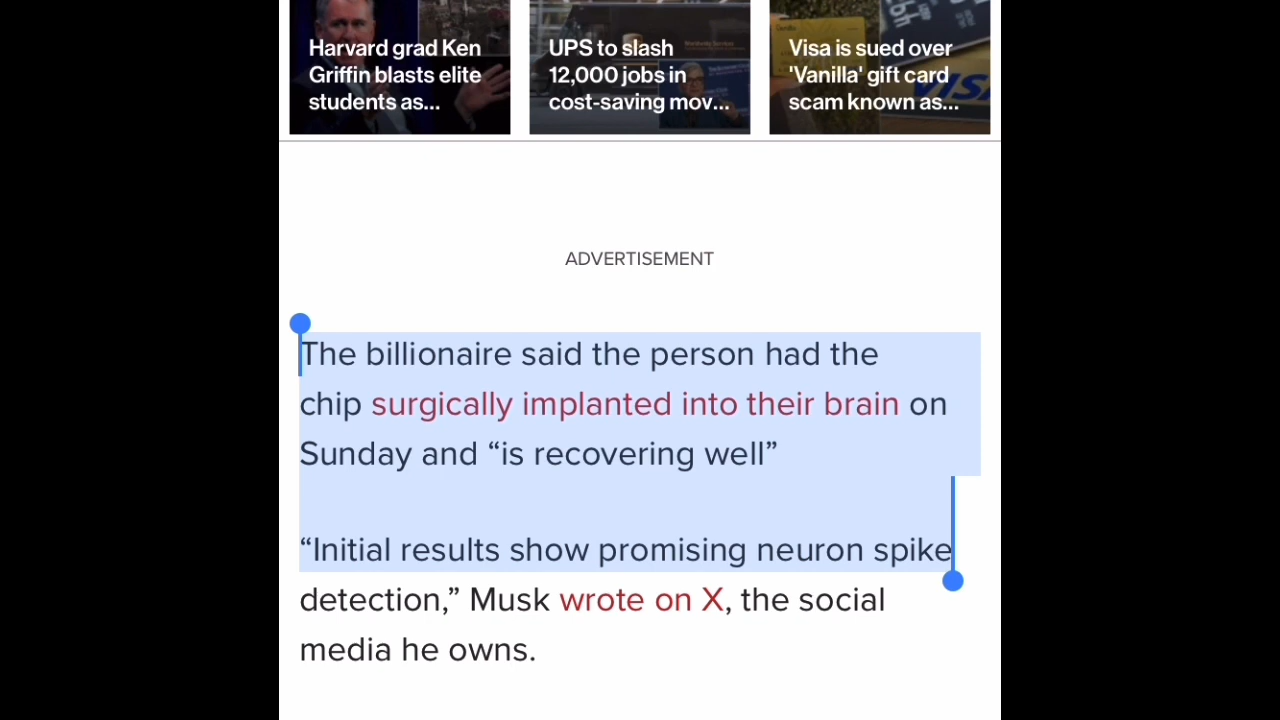 Harvard grad Ken
Griffin blasts elite
students as...
UPS to slash
12,000 jobs in
cost-saving mov...
Visa is sued over
'Vanilla' gift card
scam known as...
ADVERTISEMENT
The billionaire said the person had the
chip surgically implanted into their brain on
Sunday and “is recovering well”
“Initial results show promising neuron spike
detection,” Musk wrote on X, the social
media he owns.